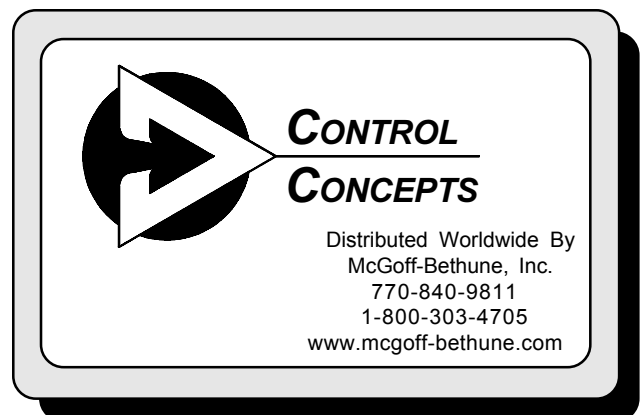 CONTROL
CONCEPTS
Distributed Worldwide By
McGoff-Bethune, Inc.
770-840-9811
1-800-303-4705
www.mcgoff-bethune.com